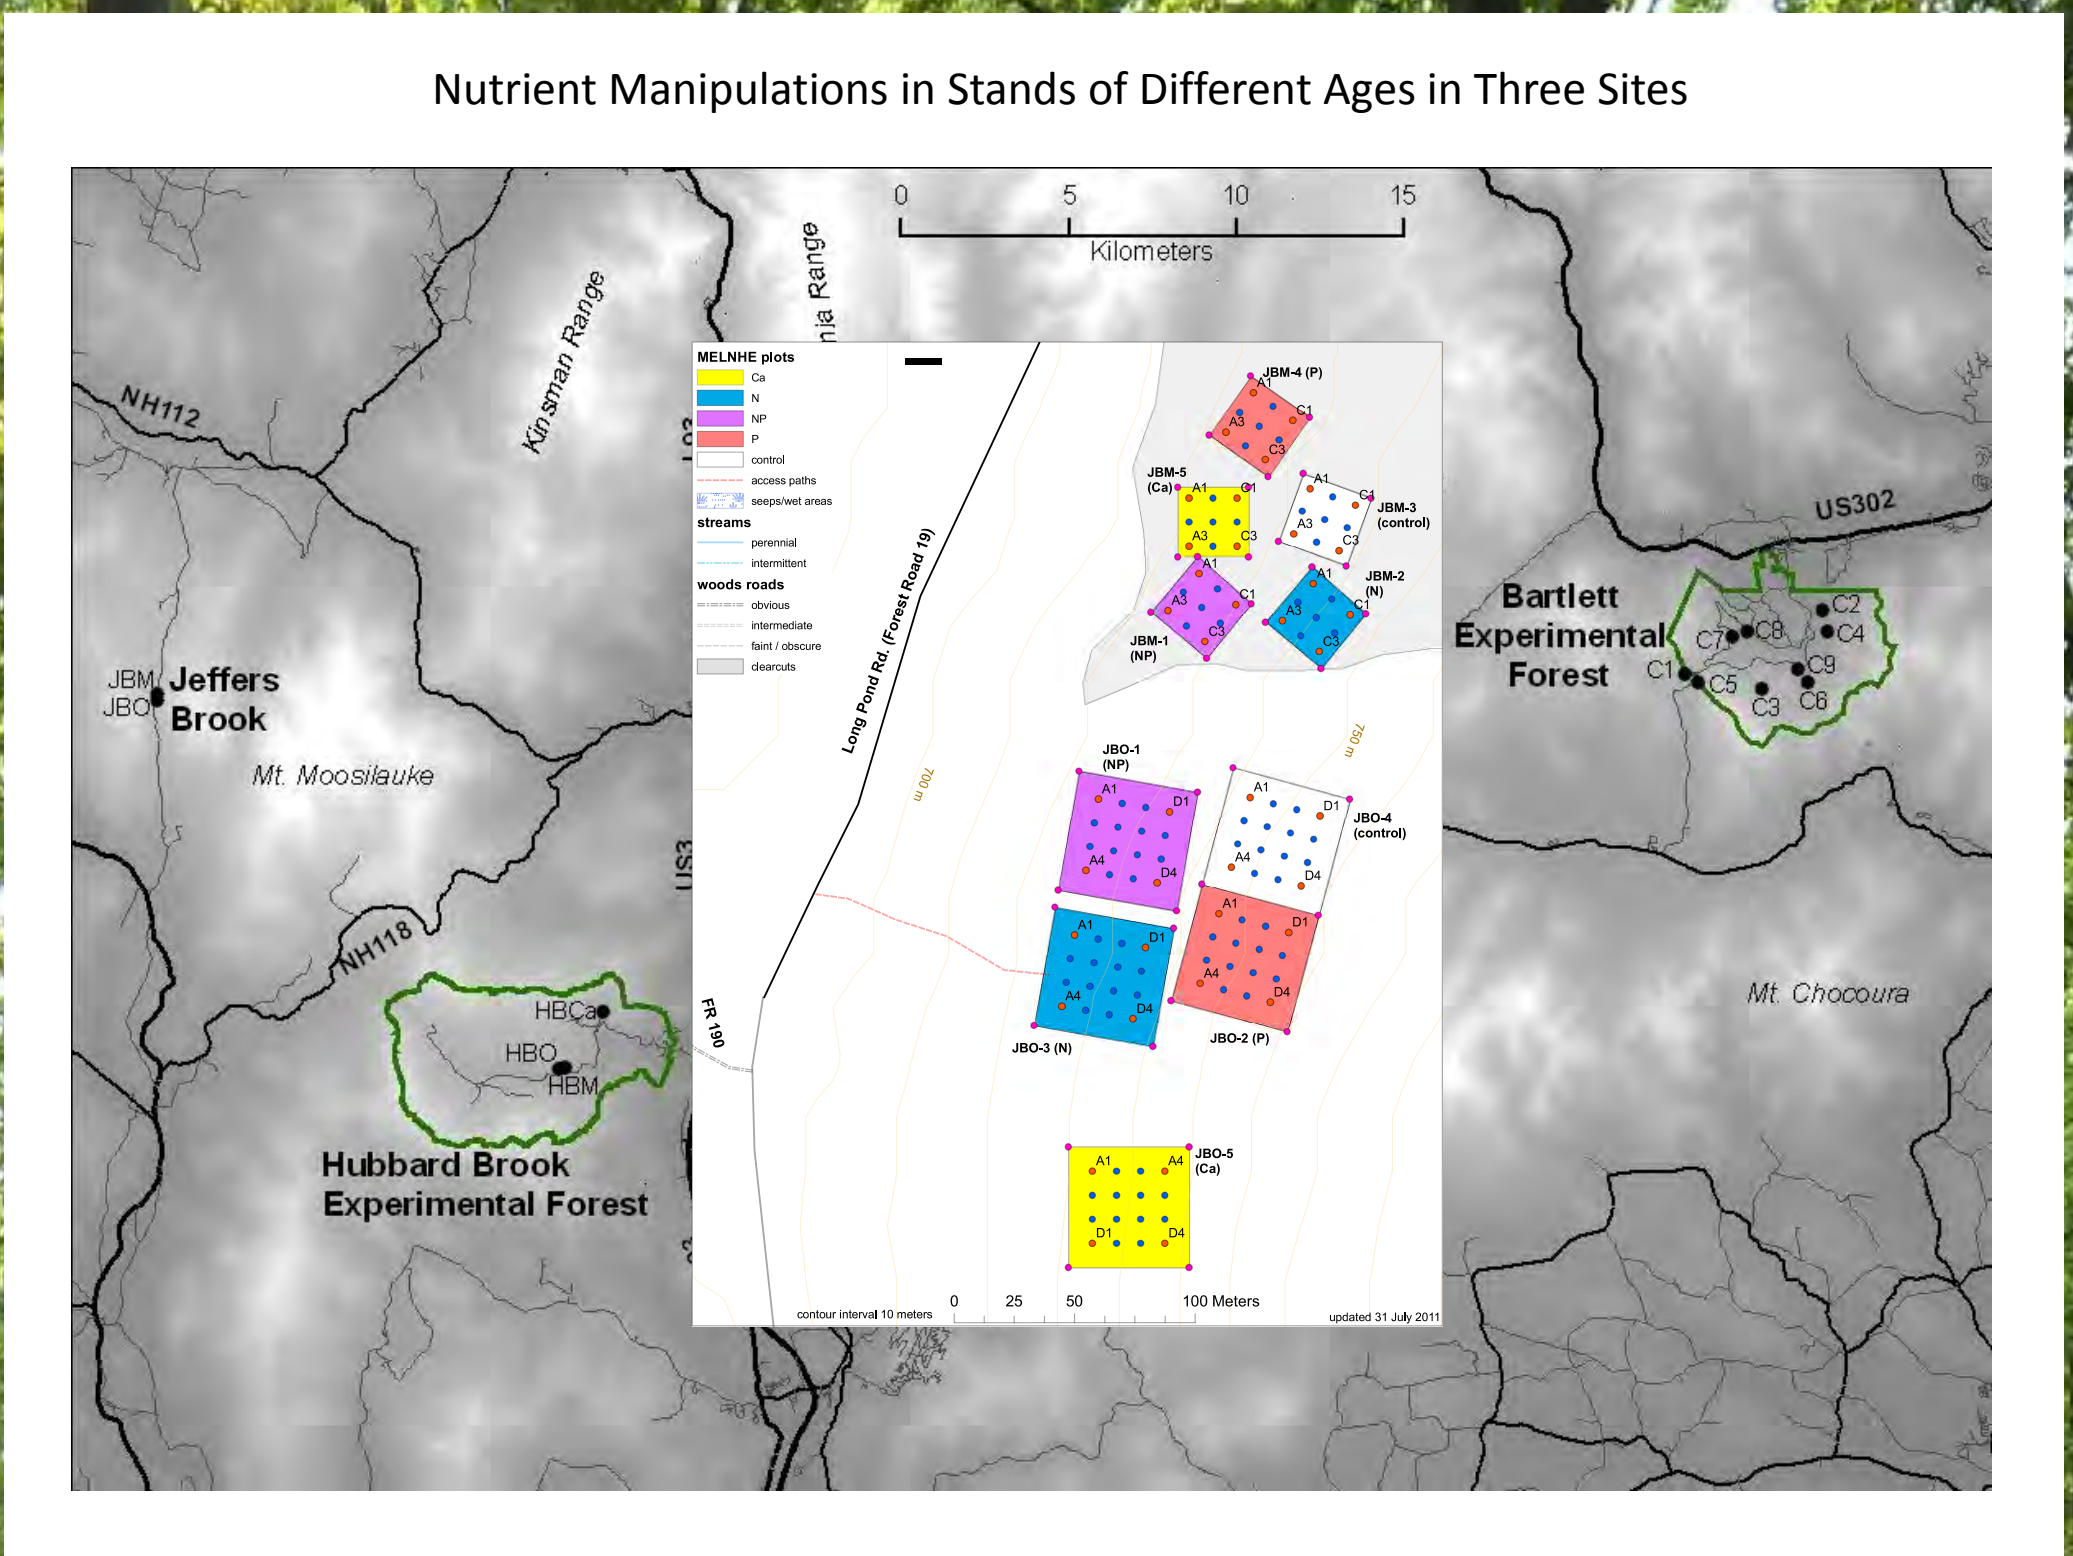 Nutrient Manipulations in Stands of Different Ages in Three Sites
0 5 10 15
Kilometers
Kinsman Range
nia Range
NH112
US302
Jeffers
Brook
JBM
JBO
Mt. Moosilauke
NH118
US3
HBCa
HBO
HBM
Hubbard Brook
Experimental Forest
Bartlett
Experimental
Forest
C2
C4
C7
C8
C9
C1
C5
C3
C6
Mt. Chocoura
MELNHE plots
Ca
N
NP
P
control
access paths
seeps/wet areas
streams
perennial
intermittent
woods roads
obvious
intermediate
faint / obscure
clearcuts
Long Pond Rd. (Forest Road 19)
FR 190
700 m
750 m
JBM-4 (P)
A1
C1
A3
C3
JBM-5
(Ca)
A1
C1
A3
C3
JBM-3
(control)
A1
C1
A3
C3
JBM-1
(NP)
A1
C1
A3
C3
JBM-2
(N)
A1
C1
A3
C3
JBO-1
(NP)
A1
D1
A4
D4
JBO-4
(control)
A1
D1
A4
D4
JBO-3 (N)
A1
D1
A4
D4
JBO-2 (P)
A1
D1
A4
D4
JBO-5
(Ca)
A1
A4
D1
D4
contour interval 10 meters
0 25 50 100 Meters
updated 31 July 2011